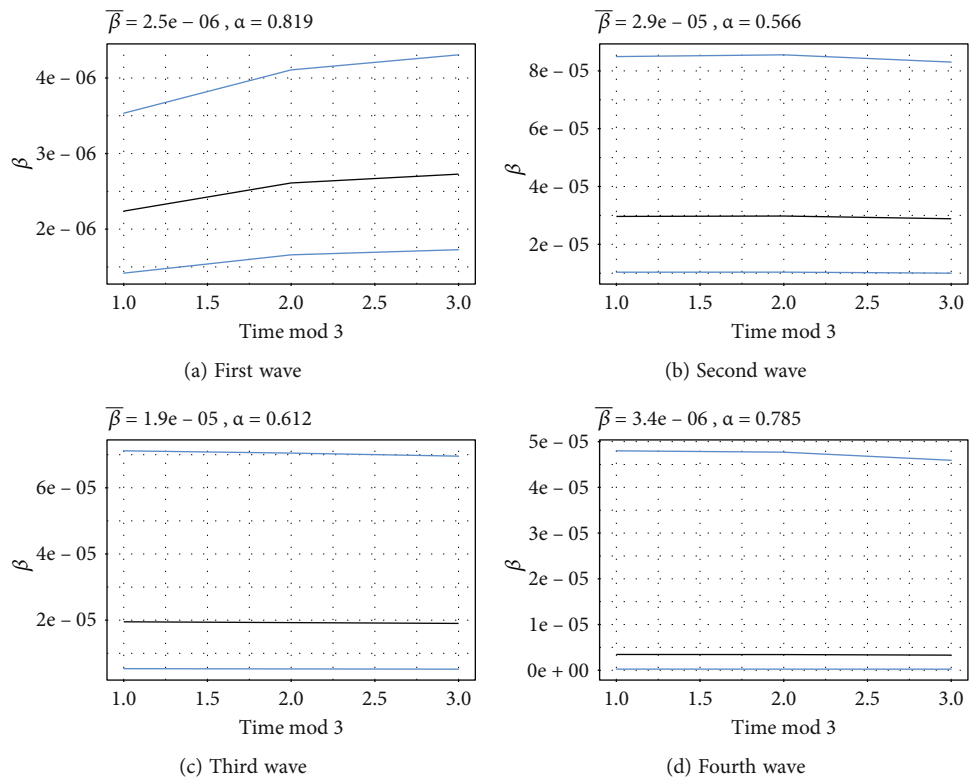 β̅ = 2.5e – 06 , α = 0.819
4e – 06
3e – 06
2e – 06
β
1.0 1.5 2.0 2.5 3.0
Time mod 3
(a) First wave
β̅ = 2.9e – 05 , α = 0.566
8e – 05
6e – 05
4e – 05
2e – 05
β
1.0 1.5 2.0 2.5 3.0
Time mod 3
(b) Second wave
β̅ = 1.9e – 05 , α = 0.612
6e – 05
4e – 05
2e – 05
β
1.0 1.5 2.0 2.5 3.0
Time mod 3
(c) Third wave
β̅ = 3.4e – 06 , α = 0.785
5e – 05
4e – 05
3e – 05
2e – 05
1e – 05
0e + 00
β
1.0 1.5 2.0 2.5 3.0
Time mod 3
(d) Fourth wave